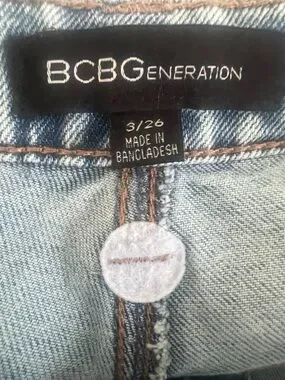 BCBGENERATION
3/26
MADE IN
BANGLADESH